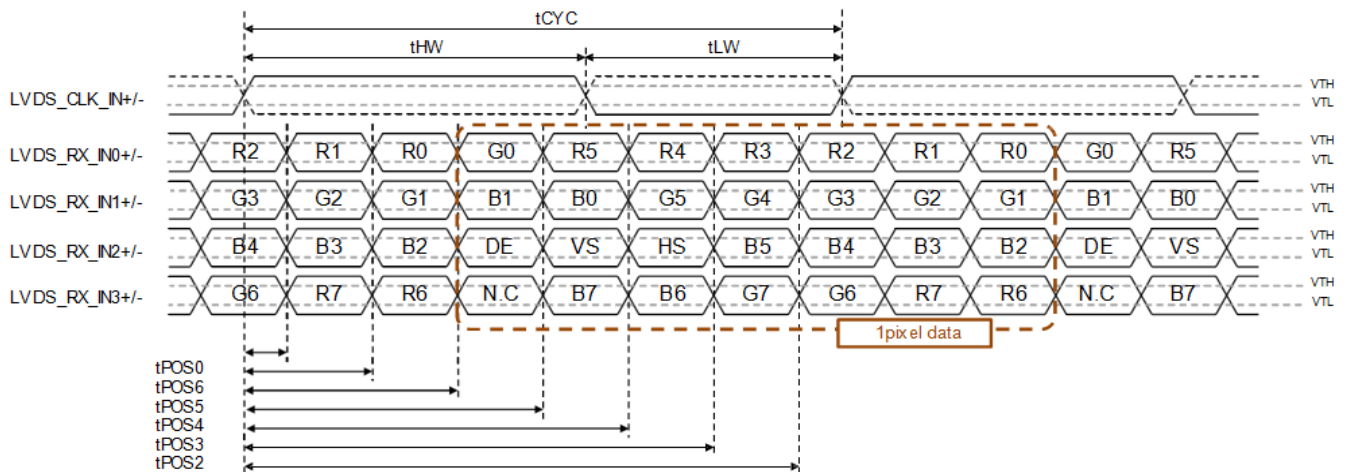 tCYC
tHW tLW
LVDS_CLK_IN+/- VTH
VTL
LVDS_RX_IN0+/- R2 R1 R0 G0 R5 R4 R3 R2 R1 R0 G0 R5 VTH
VTL
LVDS_RX_IN1+/- G3 G2 G1 B1 B0 G5 G4 G3 G2 G1 B1 B0 VTH
VTL
LVDS_RX_IN2+/- B4 B3 B2 DE VS HS B5 B4 B3 B2 DE VS VTH
VTL
LVDS_RX_IN3+/- G6 R7 R6 N.C B7 B6 G7 G6 R7 R6 N.C B7 VTH
VTL
1pixel data
tPOS0
tPOS6
tPOS5
tPOS4
tPOS3
tPOS2